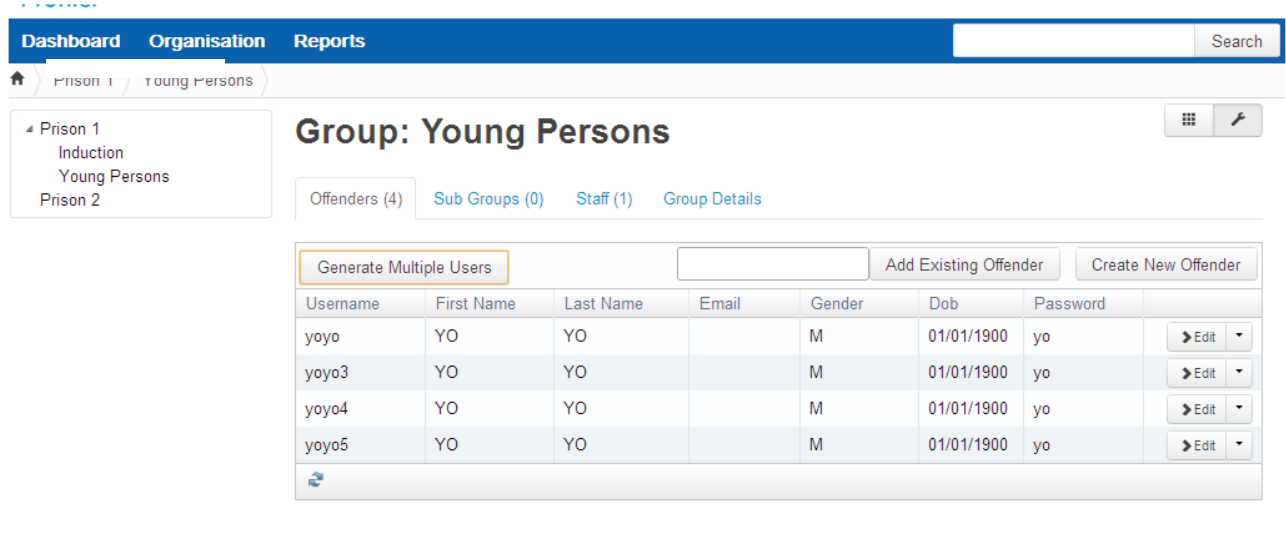 Dashboard Organisation Reports Search
Prison 1 Young Persons
Prison 1
Induction
Young Persons
Prison 2
Group: Young Persons
Offenders (4) Sub Groups (0) Staff (1) Group Details
Generate Multiple Users Add Existing Offender Create New Offender
Username First Name Last Name Email Gender Dob Password
yoyo YO YO M 01/01/1900 yo Edit
yoyo3 YO YO M 01/01/1900 yo Edit
yoyo4 YO YO M 01/01/1900 yo Edit
yoyo5 YO YO M 01/01/1900 yo Edit